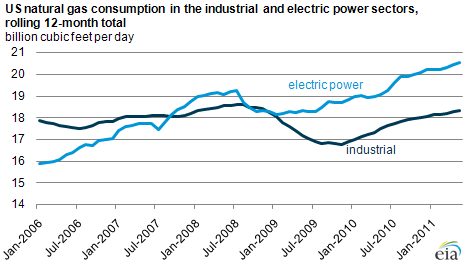 US natural gas consumption in the industrial and electric power sectors,
rolling 12-month total
billion cubic feet per day
21
20
19
18
17
16
15
14
electric power
industrial
Jan-2006
Jul-2006
Jan-2007
Jul-2007
Jan-2008
Jul-2008
Jan-2009
Jul-2009
Jan-2010
Jul-2010
Jan-2011
eia